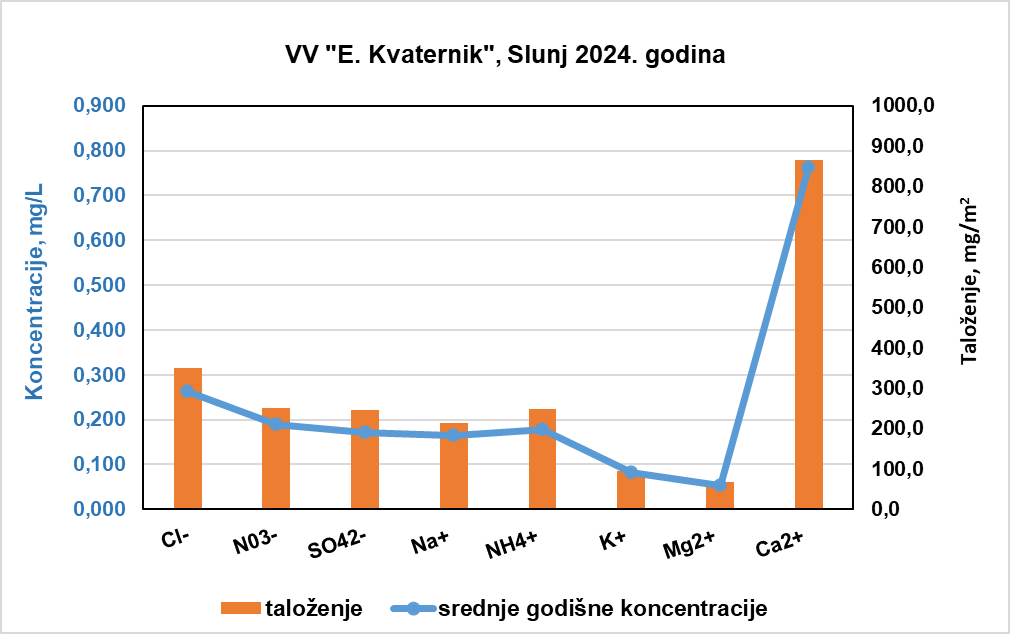 VV "E. Kvaternik", Slunj 2024. godina
Koncentracije, mg/L
0,900
0,800
0,700
0,600
0,500
0,400
0,300
0,200
0,100
0,000
1000,0
900,0
800,0
700,0
600,0
500,0
400,0
300,0
200,0
100,0
0,0
Taloženje, mg/m²
Cl-
N03-
SO42-
Na+
NH4+
K+
Mg2+
Ca2+
taloženje
srednje godišne koncentracije